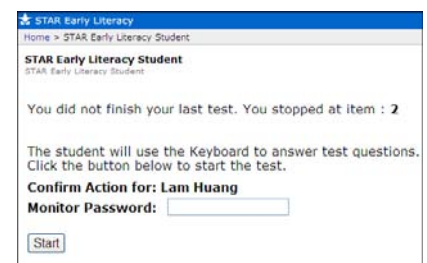 STAR Early Literacy
Home > STAR Early Literacy Student
STAR Early Literacy Student
STAR Early Literacy Student
You did not finish your last test. You stopped at item : 2
The student will use the Keyboard to answer test questions.
Click the button below to start the test.
Confirm Action for: Lam Huang
Monitor Password:
Start